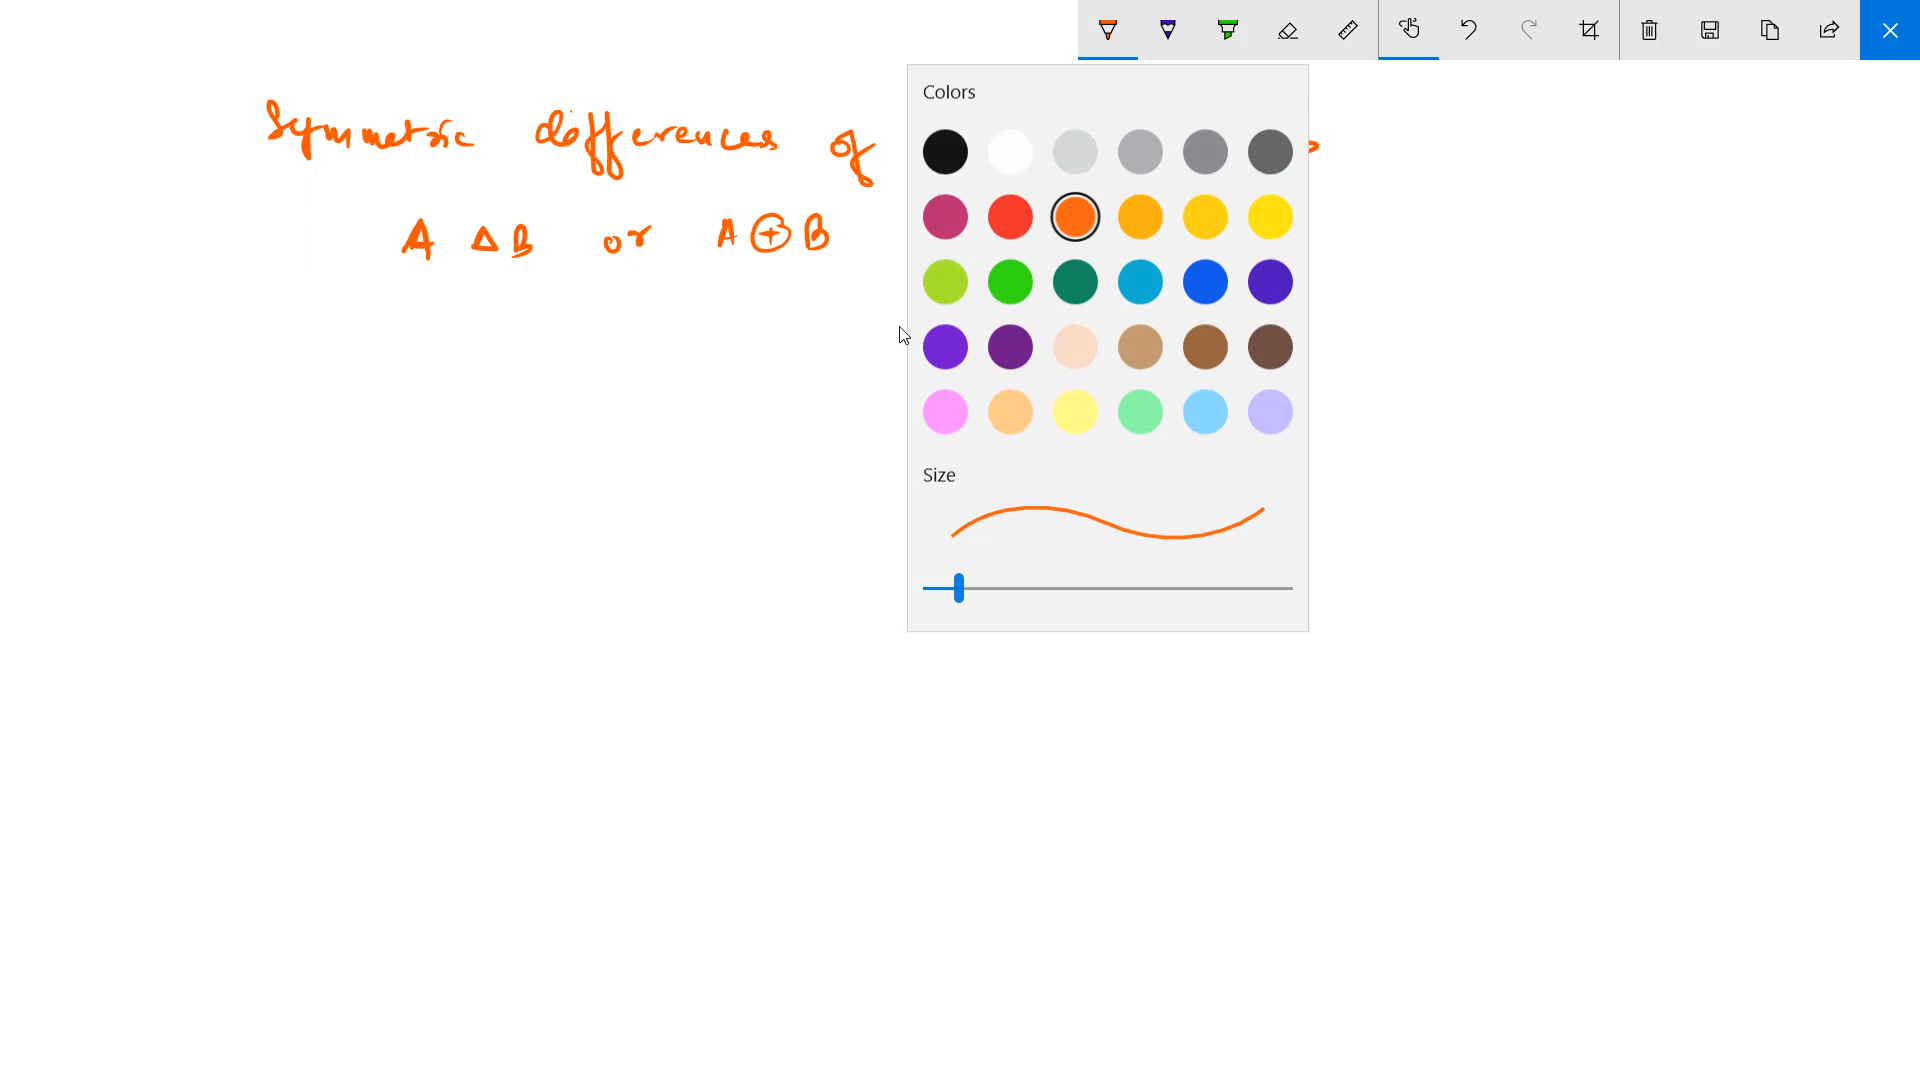 Symmetric differences of
A Δ B or A ⊕ B
Colors
Size